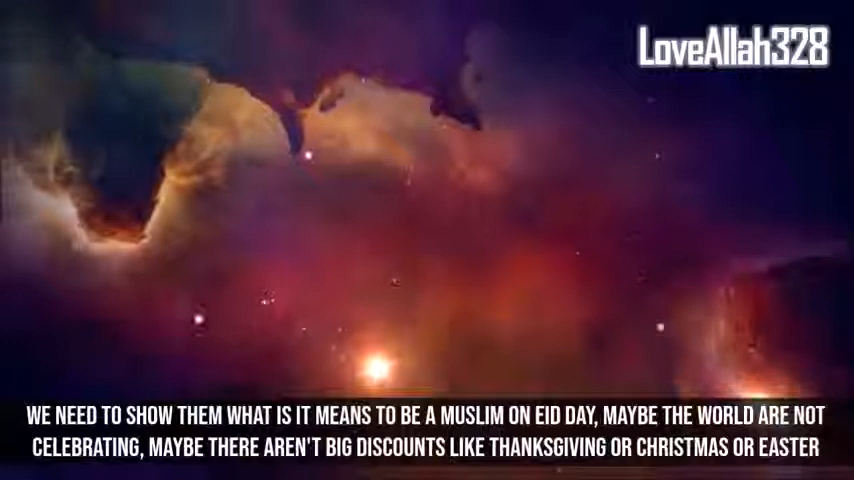 LoveAllah328
WE NEED TO SHOW THEM WHAT IS IT MEANS TO BE A MUSLIM ON EID DAY, MAYBE THE WORLD ARE NOT
CELEBRATING, MAYBE THERE AREN'T BIG DISCOUNTS LIKE THANKSGIVING OR CHRISTMAS OR EASTER